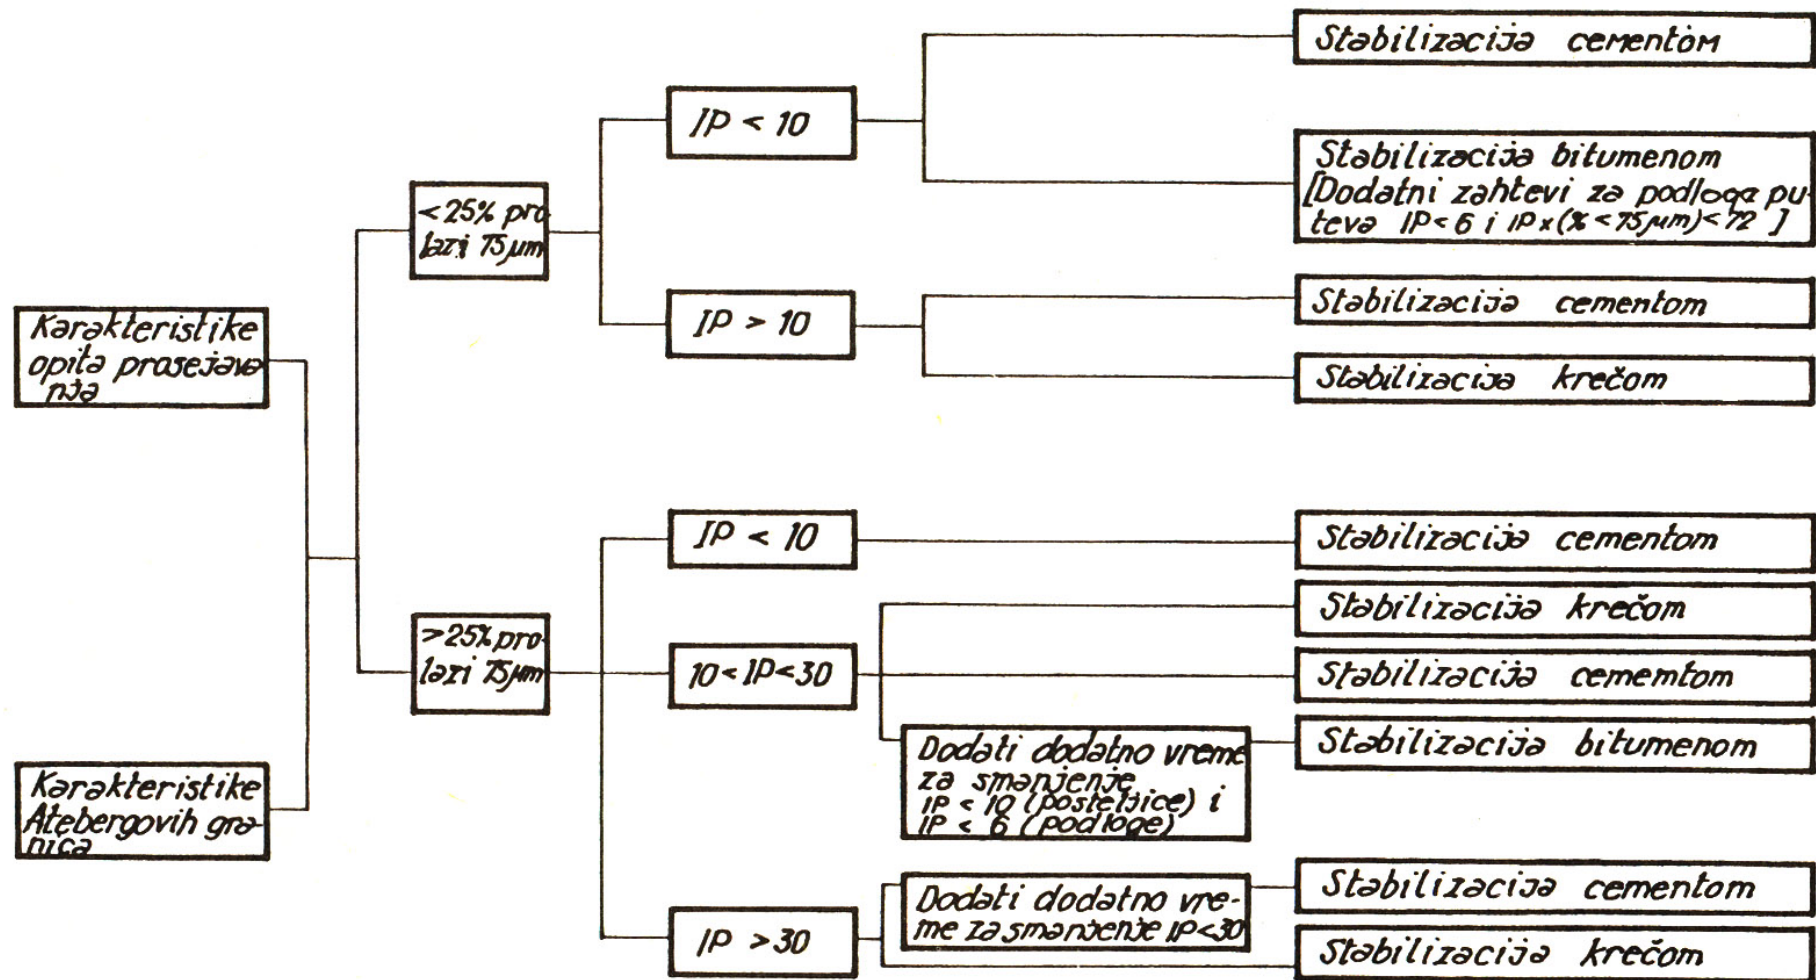 Karakteristike
opita prosejava
nja
Karakteristike
Atebergovih gra-
nica
<25% pro
lazi 75μm
>25% pro-
lazi 75μm
IP < 10
IP > 10
IP < 10
10 < IP < 30
IP > 30
Dodati dodatno vreme
za smanjenje
IP < 10 (posteljice) i
IP < 6 (podloge)
Dodati dodatno vre-
me za smanjenje IP<30
Stabilizacija cementom
Stabilizacija bitumenom
[Dodatni zahtevi za podloga pu-
teva IP < 6 i IP x (% < 75μm) < 72 ]
Stabilizacija cementom
Stabilizacija krečom
Stabilizacija cementom
Stabilizacija krečom
Stabilizacija cememtom
Stabilizacija bitumenom
Stabilizacija cementom
Stabilizacija krečom